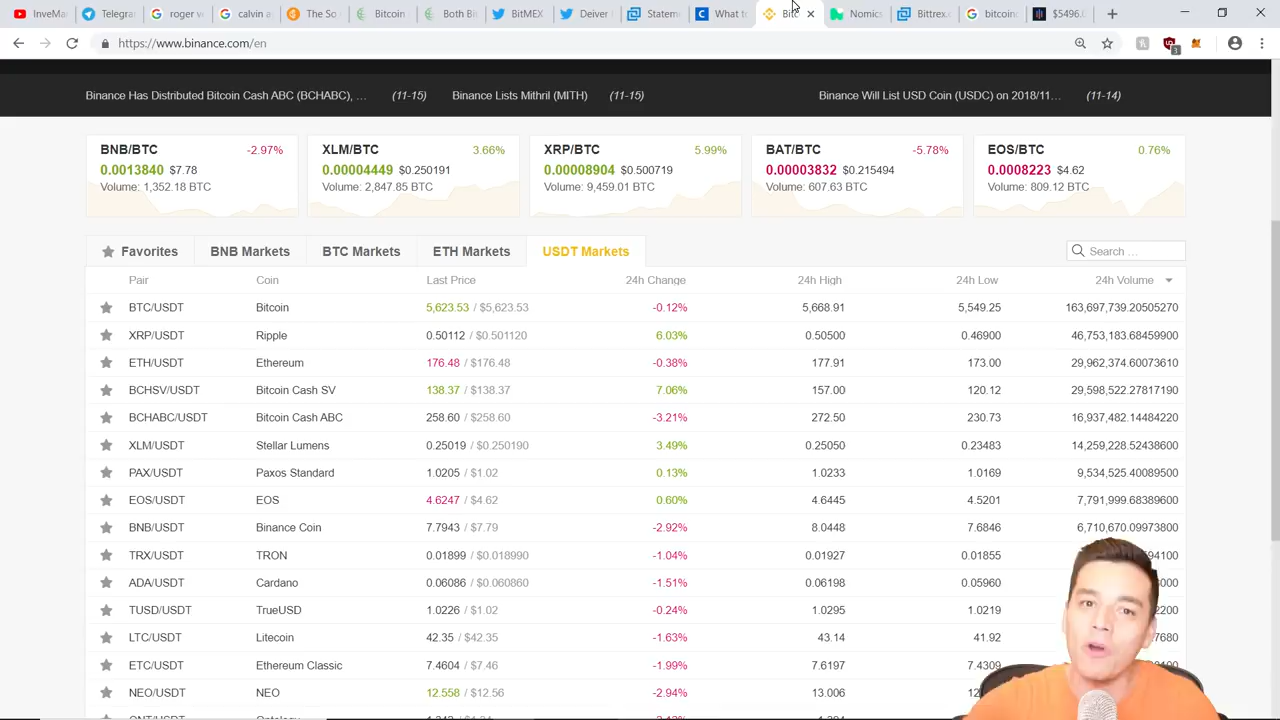 InveMa Telegra roger v calvin e The So Bitcoin Both Bi BitMEX Deiver Stateme What to Bit Nomics Bittrex. bitcoin $5496.0
https://www.binance.com/en
3
Binance Has Distributed Bitcoin Cash ABC (BCHABC), … (11-15) Binance Lists Mithril (MITH) (11-15) Binance Will List USD Coin (USDC) on 2018/11… (11-14)
BNB/BTC -2.97% XLM/BTC 3.66% XRP/BTC 5.99% BAT/BTC -5.78% EOS/BTC 0.76%
0.0013840 $7.78 0.00004449 $0.250191 0.00008904 $0.500719 0.00003832 $0.215494 0.0008223 $4.62
Volume: 1,352.18 BTC Volume: 2,847.85 BTC Volume: 9,459.01 BTC Volume: 607.63 BTC Volume: 809.12 BTC
Favorites BNB Markets BTC Markets ETH Markets USDT Markets Search …
Pair Coin Last Price 24h Change 24h High 24h Low 24h Volume
BTC/USDT Bitcoin 5,623.53 / $5,623.53 -0.12% 5,668.91 5,549.25 163,697,739.20505270
XRP/USDT Ripple 0.50112 / $0.501120 6.03% 0.50500 0.46900 46,753,183.68459900
ETH/USDT Ethereum 176.48 / $176.48 -0.38% 177.91 173.00 29,962,374.60073610
BCHSV/USDT Bitcoin Cash SV 138.37 / $138.37 7.06% 157.00 120.12 29,598,522.27817190
BCHABC/USDT Bitcoin Cash ABC 258.60 / $258.60 -3.21% 272.50 230.73 16,937,482.14484220
XLM/USDT Stellar Lumens 0.25019 / $0.250190 3.49% 0.25050 0.23483 14,259,228.52438600
PAX/USDT Paxos Standard 1.0205 / $1.02 0.13% 1.0233 1.0169 9,534,525.40089500
EOS/USDT EOS 4.6247 / $4.62 0.60% 4.6445 4.5201 7,791,999.68389600
BNB/USDT Binance Coin 7.7943 / $7.79 -2.92% 8.0448 7.6846 6,710,670.09973800
TRX/USDT TRON 0.01899 / $0.018990 -1.04% 0.01927 0.01855 94100
ADA/USDT Cardano 0.06086 / $0.060860 -1.51% 0.06198 0.05960 000
TUSD/USDT TrueUSD 1.0226 / $1.02 -0.24% 1.0295 1.0219 2200
LTC/USDT Litecoin 42.35 / $42.35 -1.63% 43.14 41.92 7680
ETC/USDT Ethereum Classic 7.4604 / $7.46 -1.99% 7.6197 7.4309 100
NEO/USDT NEO 12.558 / $12.56 -2.94% 13.006